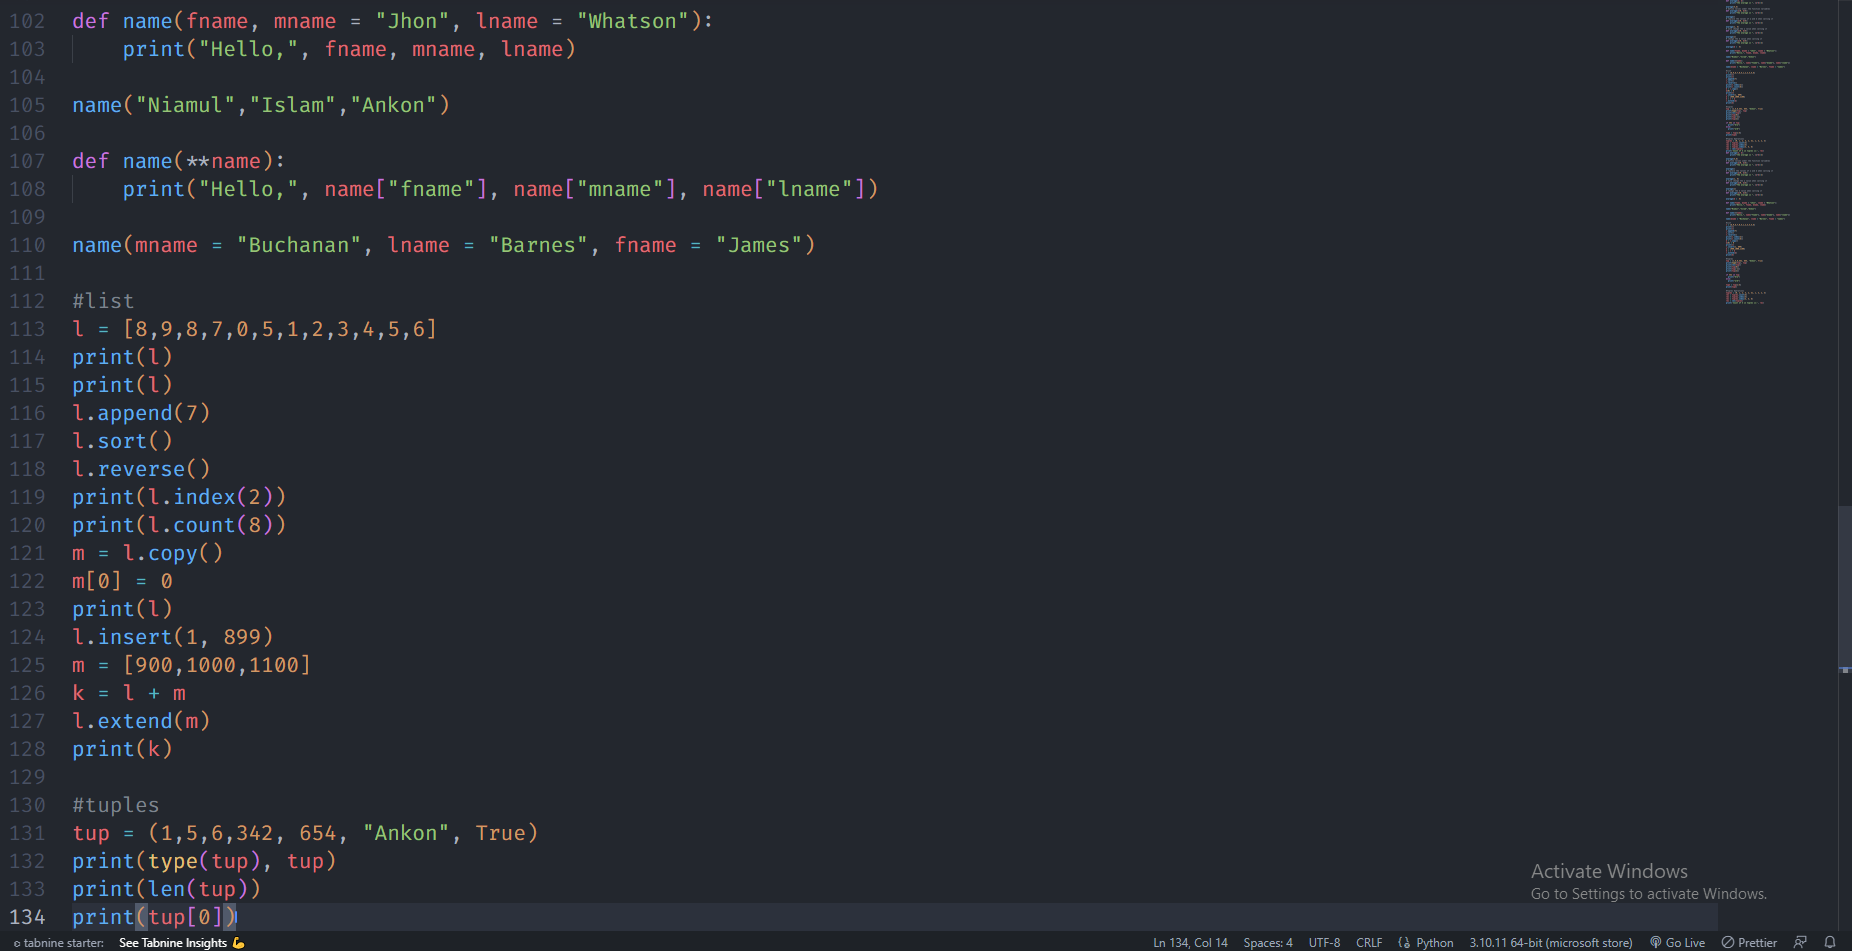 102 def name(fname, mname = "Jhon", lname = "Whatson"):
103     print("Hello,", fname, mname, lname)
104
105 name("Niamul","Islam","Ankon")
106
107 def name(**name):
108     print("Hello,", name["fname"], name["mname"], name["lname"])
109
110 name(mname = "Buchanan", lname = "Barnes", fname = "James")
111
112 #list
113 l = [8,9,8,7,0,5,1,2,3,4,5,6]
114 print(l)
115 print(l)
116 l.append(7)
117 l.sort()
118 l.reverse()
119 print(l.index(2))
120 print(l.count(8))
121 m = l.copy()
122 m[0] = 0
123 print(l)
124 l.insert(1, 899)
125 m = [900,1000,1100]
126 k = l + m
127 l.extend(m)
128 print(k)
129
130 #tuples
131 tup = (1,5,6,342, 654, "Ankon", True)
132 print(type(tup), tup)
133 print(len(tup))
134 print(tup[0])
Activate Windows
Go to Settings to activate Windows.
tabnine starter: See Tabnine Insights 💪 Ln 134, Col 14 Spaces: 4 UTF-8 CRLF Python 3.10.11 64-bit (microsoft store) Go Live Prettier